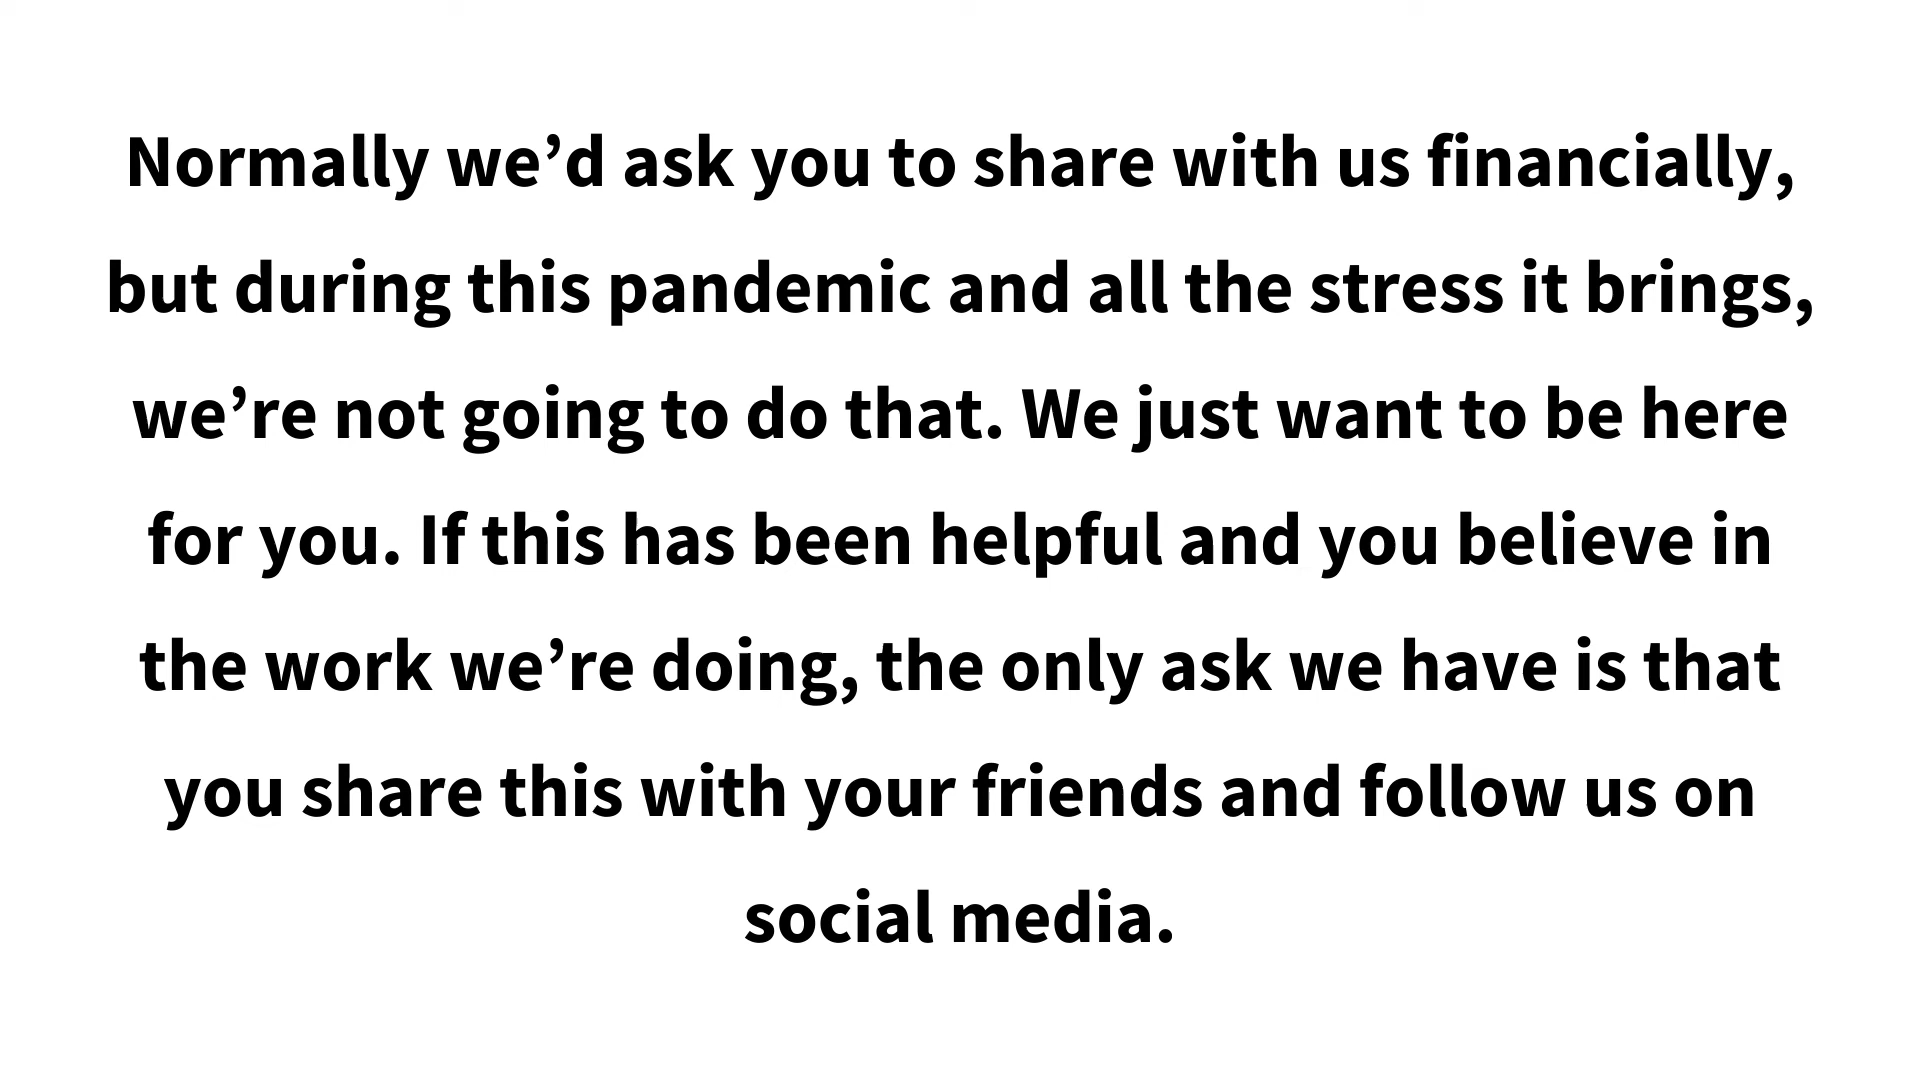 Normally we’d ask you to share with us financially,
but during this pandemic and all the stress it brings,
we’re not going to do that. We just want to be here
for you. If this has been helpful and you believe in
the work we’re doing, the only ask we have is that
you share this with your friends and follow us on
social media.